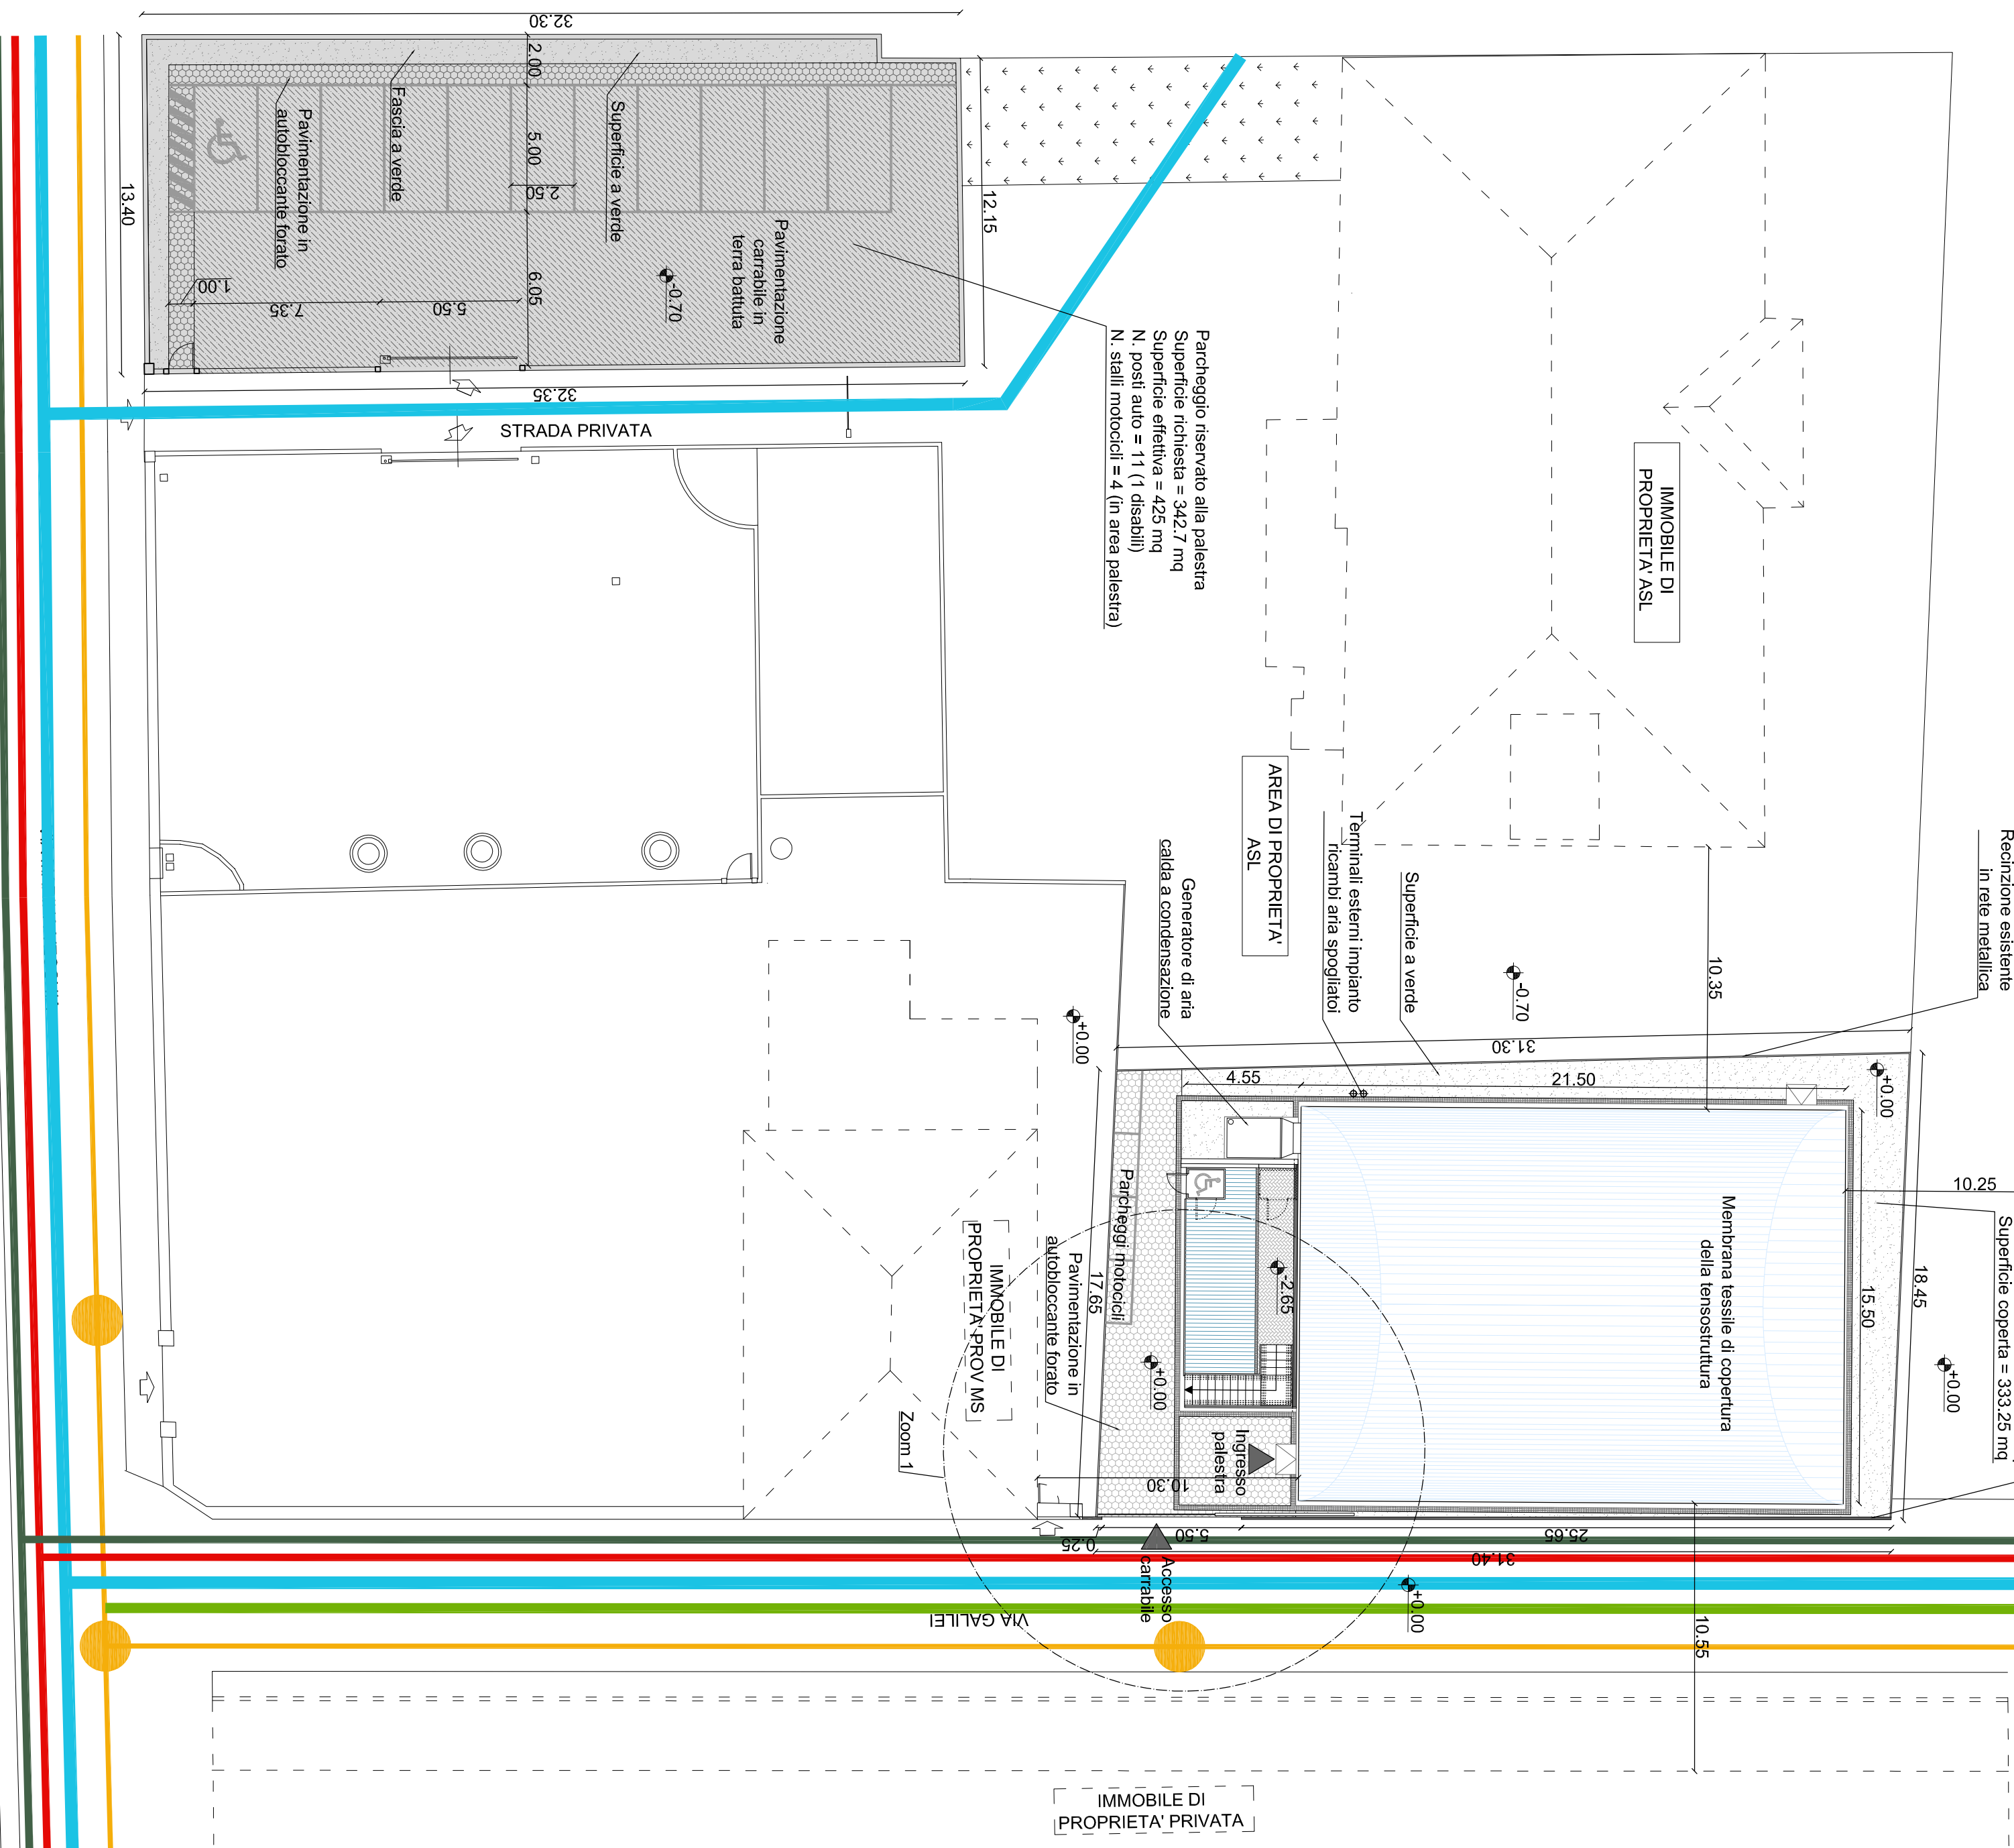 32.30
2.00
5.00
2.50
6.05
13.40
12.15
1.00
7.35
5.50
32.35
-0.70
Fascia a verde
Superficie a verde
Pavimentazione in
autobloccante forato
Pavimentazione
carrabile in
terra battuta
STRADA PRIVATA
Parcheggio riservato alla palestra
Superficie richiesta = 342.7 mq
Superficie effettiva = 425 mq
N. posti auto = 11 (1 disabili)
N. stalli motocicli = 4 (in area palestra)
IMMOBILE DI
PROPRIETA' ASL
AREA DI PROPRIETA'
ASL
Recinzione esistente
in rete metallica
Superficie a verde
Terminali esterni impianto
ricambi aria spogliatoi
Generatore di aria
calda a condensazione
10.35
-0.70
+0.00
31.30
4.55
21.50
+0.00
10.25
Superficie coperta = 333.25 mq
18.45
15.50
+0.00
Membrana tessile di copertura
della tensostruttura
Parcheggi motocicli
-2.65
17.65
+0.00
Pavimentazione in
autobloccante forato
IMMOBILE DI
PROPRIETA' PROV MS
Zoom 1
Ingresso
palestra
10.30
0.25
5.50
25.65
31.40
Accesso
carrabile
+0.00
VIA GALILEI
10.55
IMMOBILE DI
PROPRIETA' PRIVATA